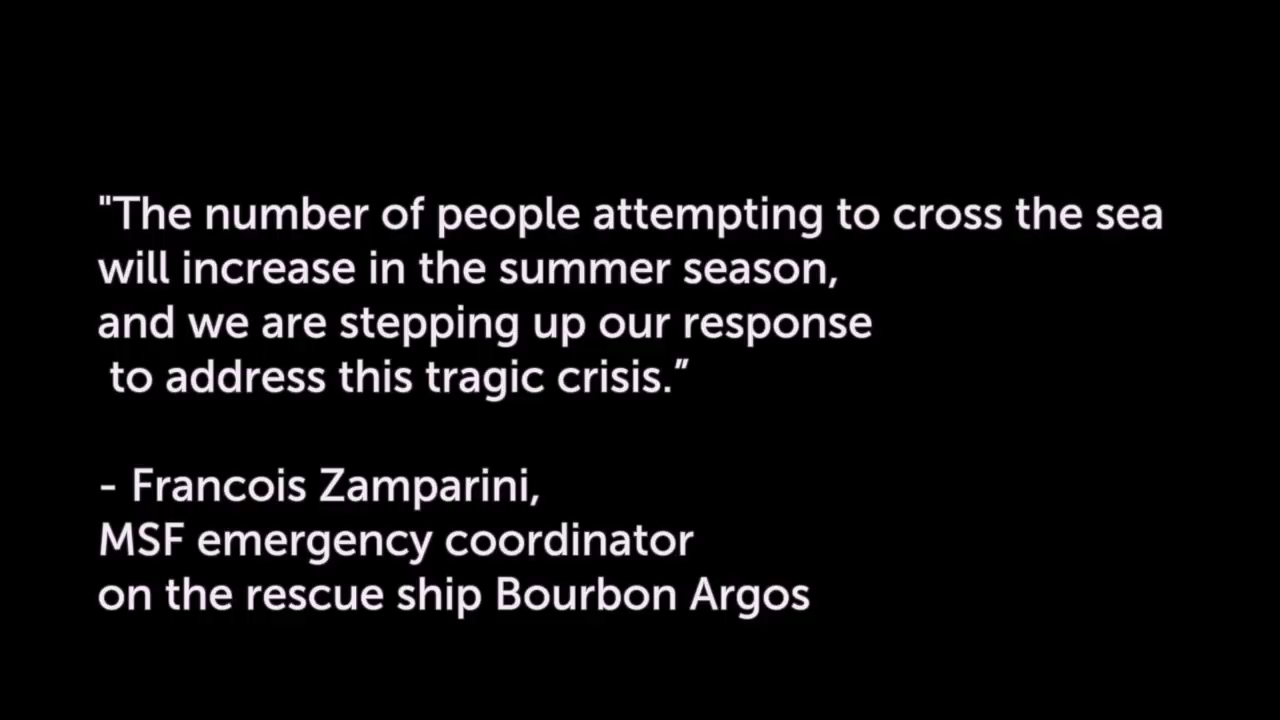 "The number of people attempting to cross the sea
will increase in the summer season,
and we are stepping up our response
to address this tragic crisis.”
- Francois Zamparini,
MSF emergency coordinator
on the rescue ship Bourbon Argos